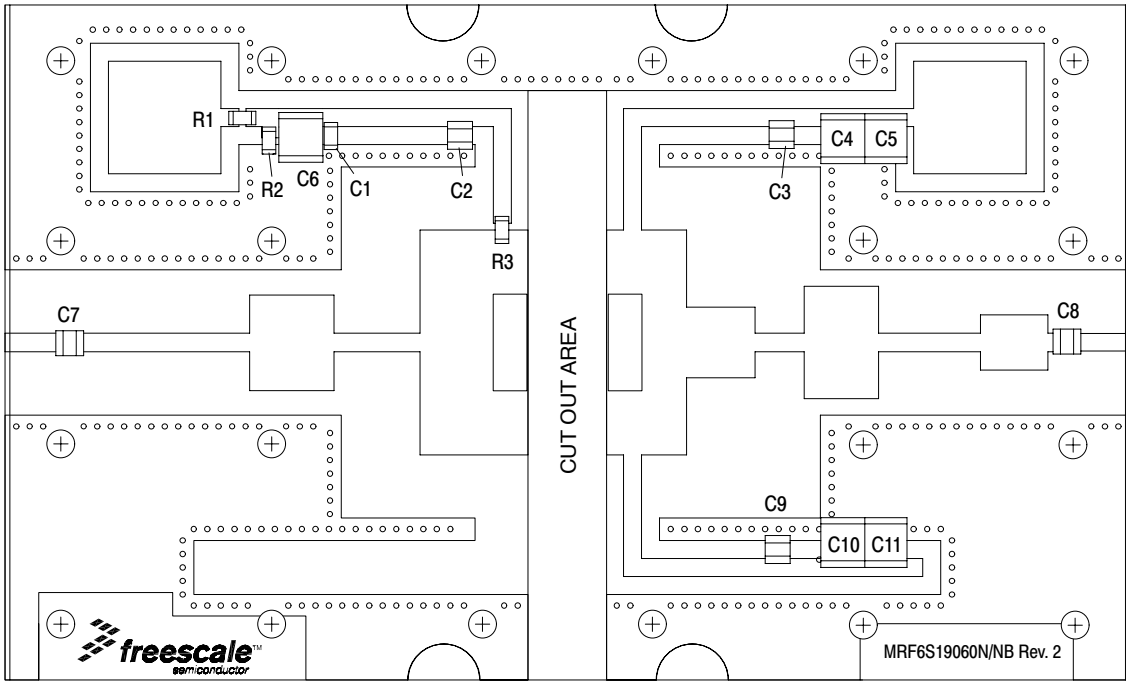 R1
R2
C6
C1
C2
R3
C3
C4
C5
C7
C8
CUT OUT AREA
C9
C10
C11
freescale™
semiconductor
MRF6S19060N/NB Rev. 2